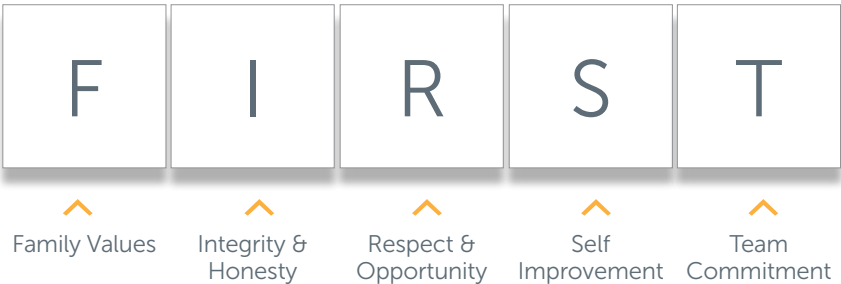 F I R S T
Family Values
Integrity &
Honesty
Respect &
Opportunity
Self
Improvement
Team
Commitment